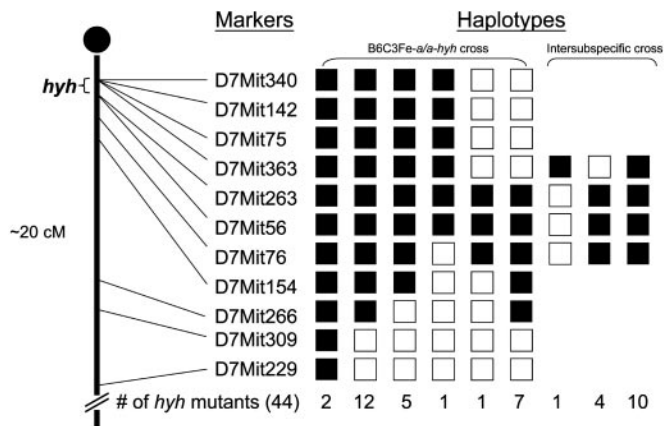 Markers Haplotypes
B6C3Fe-a/a-hyh cross Intersubspecific cross
hyh
D7Mit340
D7Mit142
D7Mit75
D7Mit363
D7Mit263
D7Mit56
~20 cM
D7Mit76
D7Mit154
D7Mit266
D7Mit309
D7Mit229
# of hyh mutants (44) 2 12 5 1 1 7 1 4 10